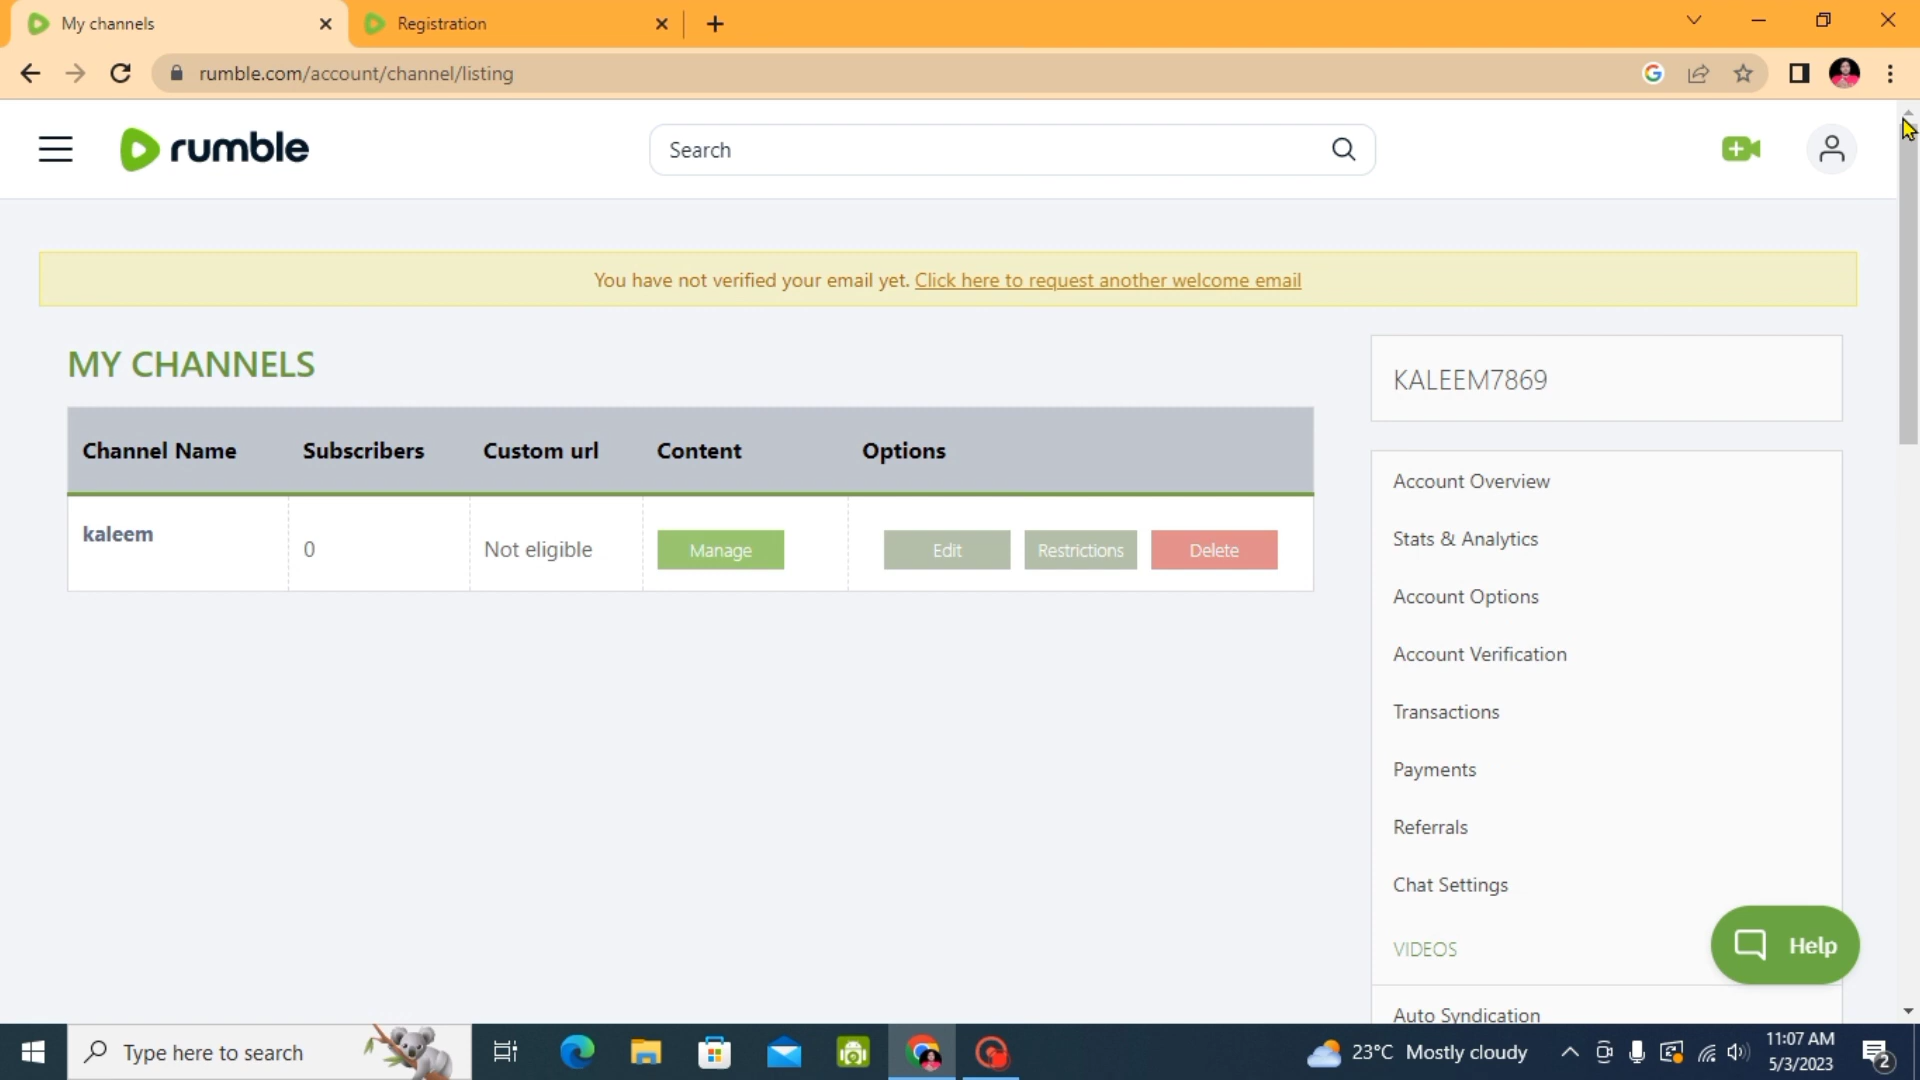 My channels
Registration
rumble.com/account/channel/listing
rumble
Search
You have not verified your email yet. Click here to request another welcome email
MY CHANNELS
KALEEM7869
Channel Name Subscribers Custom url Content Options
kaleem 0 Not eligible Manage Edit Restrictions Delete
Account Overview
Stats & Analytics
Account Options
Account Verification
Transactions
Payments
Referrals
Chat Settings
VIDEOS
Auto Syndication
Help
Type here to search
23°C Mostly cloudy
11:07 AM
5/3/2023
2